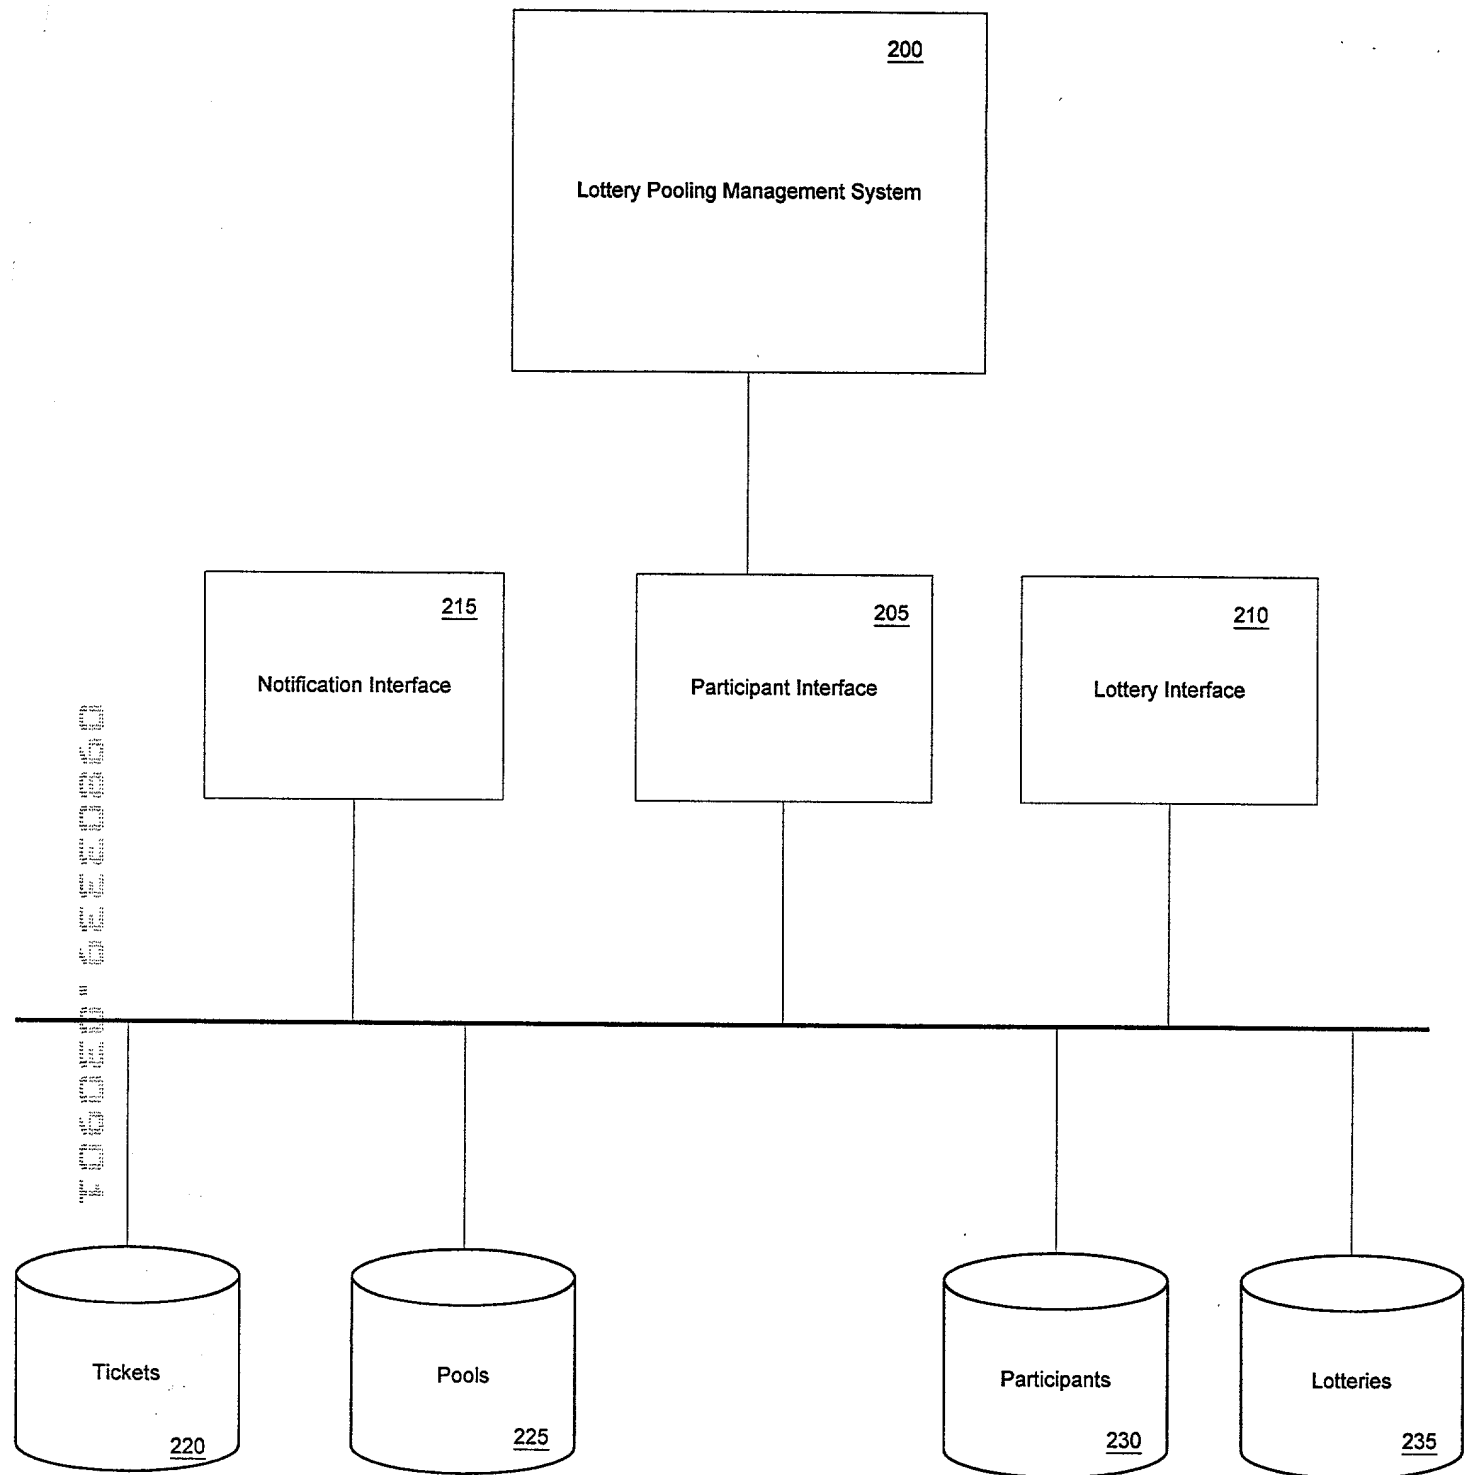 200
Lottery Pooling Management System
215
Notification Interface
205
Participant Interface
210
Lottery Interface
Tickets
220
Pools
225
Participants
230
Lotteries
235